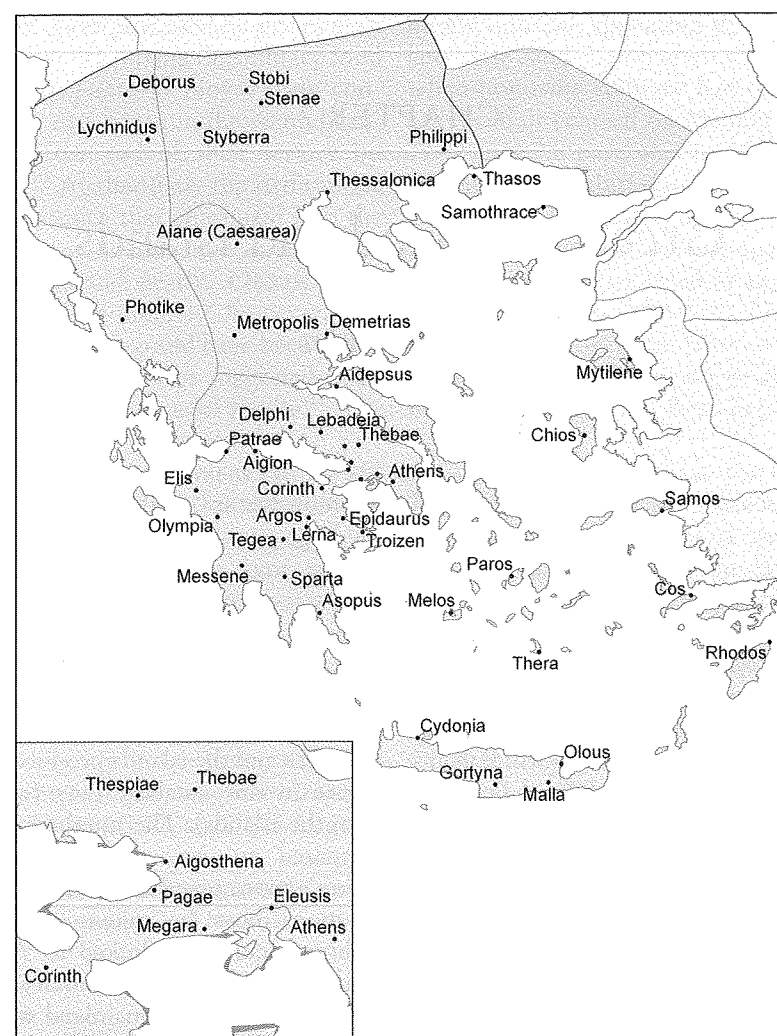 Deborus
Stobi
Stenae
Lychnidus
Styberra
Philippi
Thessalonica
Thasos
Samothrace
Aiane (Caesarea)
Photike
Metropolis
Demetrias
Aidepsus
Mytilene
Delphi
Lebadeia
Thebae
Chios
Patrae
Aigion
Elis
Corinth
Athens
Samos
Olympia
Argos
Epidaurus
Lerna
Troizen
Tegea
Messene
Sparta
Paros
Cos
Asopus
Melos
Thera
Rhodos
Cydonia
Olous
Gortyna
Malla
Thespiae
Thebae
Aigosthena
Pagae
Eleusis
Megara
Athens
Corinth